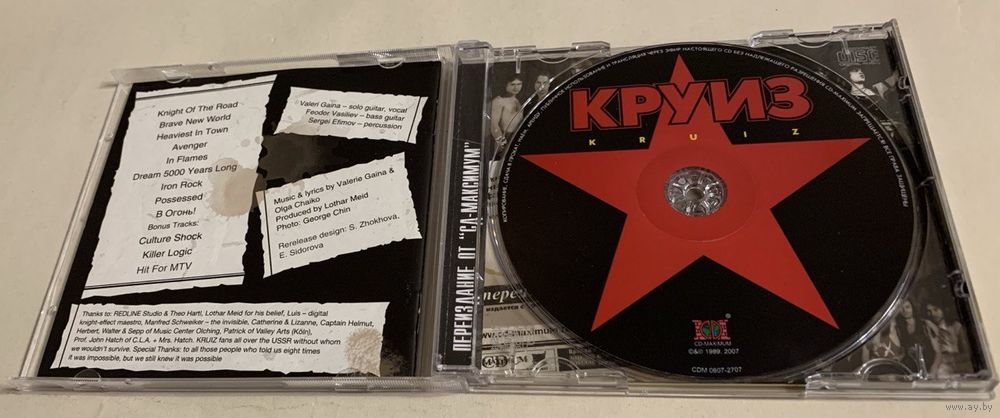 Knight Of The Road
Brave New World
Heaviest In Town
Avenger
In Flames
Dream 5000 Years Long
Iron Rock
Possessed
В Огонь!
Bonus Tracks:
Culture Shock
Killer Logic
Hit For MTV
Valeri Gaina – solo guitar, vocal
Feodor Vasiliev – bass guitar
Sergei Efimov – percussion
Music & lyrics by Valerie Gaina &
Olga Chaiko
Produced by Lothar Meid
Photo: George Chin
Rerelease design: S. Zhokhova,
E. Sidorova
Thanks to: REDLINE Studio & Theo Hartl, Lothar Meid for his belief, Luis – digital
knight-effect maestro, Manfred Schweiker – the invisible, Catherine & Lizanne, Captain Helmut,
Herbert, Walter & Sepp of Music Center Olching, Patrick of Valley Arts (Köln),
Prof. John Hatch of C.L.A. + Mrs. Hatch. KRUIZ fans all over the USSR without whom
we wouldn't survive. Special Thanks: to all those people who told us eight times
it was impossible, but we still knew it was possible
ПЕРЕИЗДАНИЕ ОТ "СД-МАКСИМУМ"
КРУИЗ
KRUIZ
CD-MAXIMUM
©&℗ 1989, 2007
CDM 0607-2707
www.ay.by